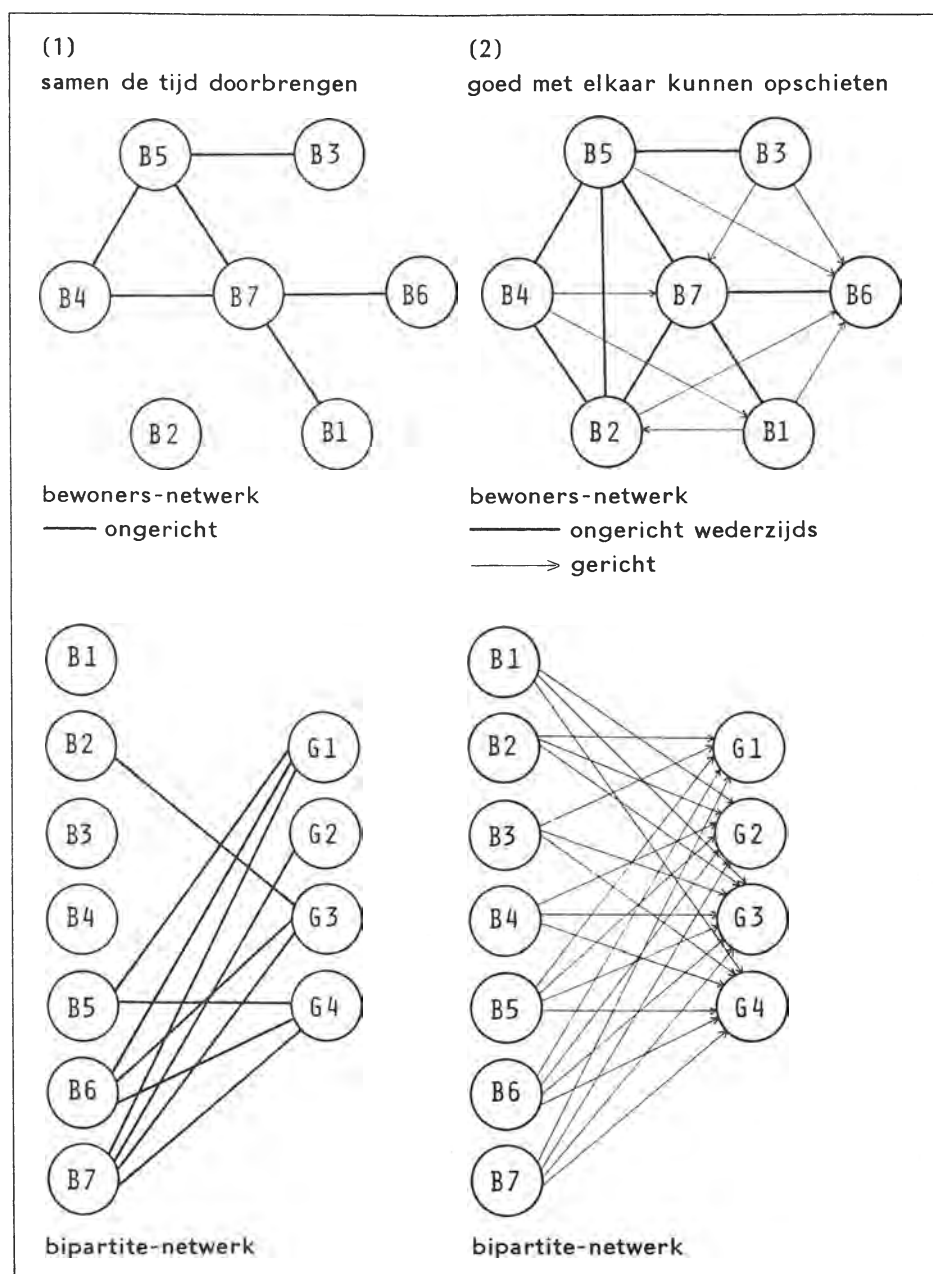 (1)
samen de tijd doorbrengen
B5
B3
B4
B7
B6
B2
B1
bewoners-netwerk
ongericht
(2)
goed met elkaar kunnen opschieten
B5
B3
B4
B7
B6
B2
B1
bewoners-netwerk
ongericht wederzijds
gericht
B1
B2
G1
B3
G2
B4
G3
B5
G4
B6
B7
bipartite-netwerk
B1
B2
G1
B3
G2
B4
G3
B5
G4
B6
B7
bipartite-netwerk